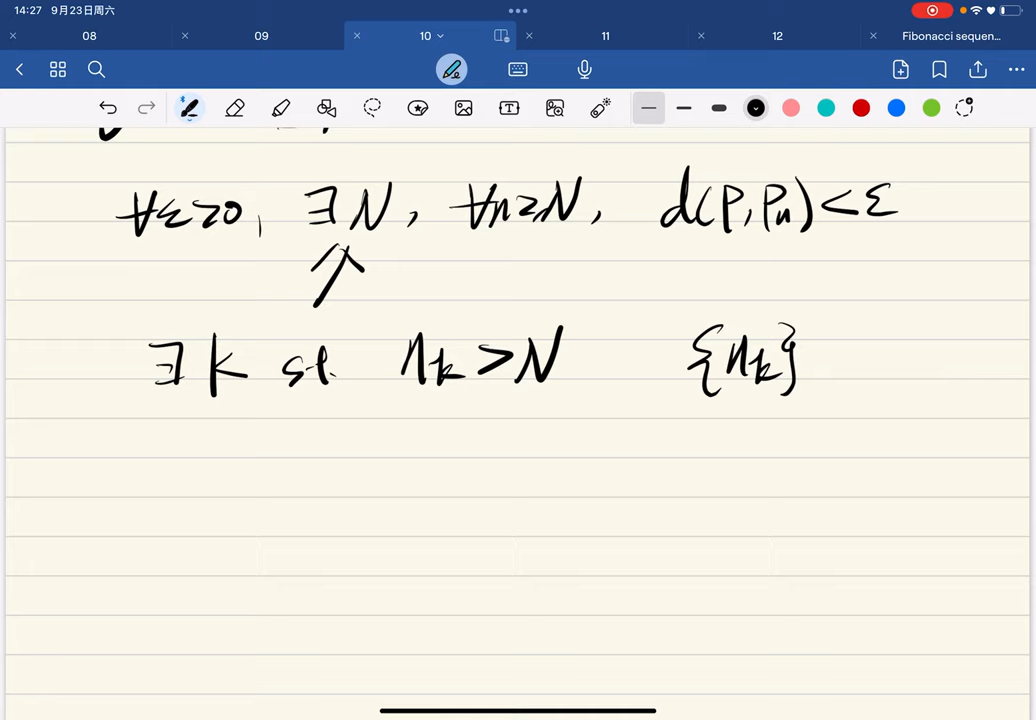 14:27 9月23日周六
08 09 10 11 12 Fibonacci sequen...
∀ε>0, ∃N, ∀n≥N, d(p,pₙ)<ε
∃ k st. nₖ>N {nₖ}